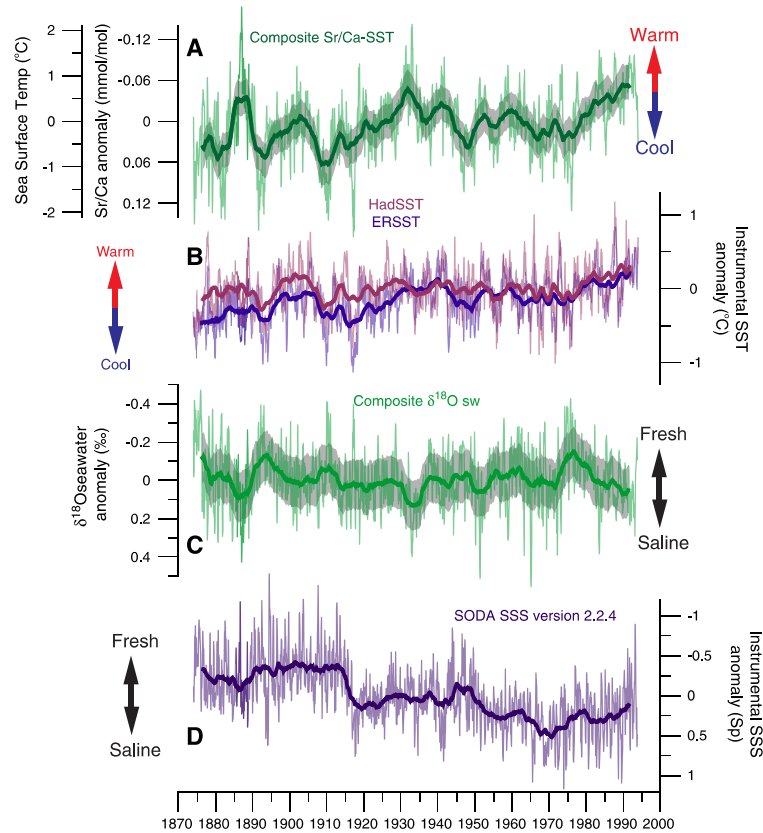 A
Composite Sr/Ca-SST
Sea Surface Temp (°C)
2
1
0
-1
-2
Sr/Ca anomaly (mmol/mol)
-0.12
-0.06
0
0.06
0.12
Warm
Cool
HadSST
ERSST
B
Warm
Cool
1
0
-1
Instrumental SST
anomaly (°C)
Composite δ¹⁸O sw
δ¹⁸Oseawater
anomaly (‰)
-0.4
-0.2
0
0.2
0.4
C
Fresh
Saline
SODA SSS version 2.2.4
Fresh
Saline
D
-1
-0.5
0
0.5
1
Instrumental SSS
anomaly (Sp)
1870 1880 1890 1900 1910 1920 1930 1940 1950 1960 1970 1980 1990 2000